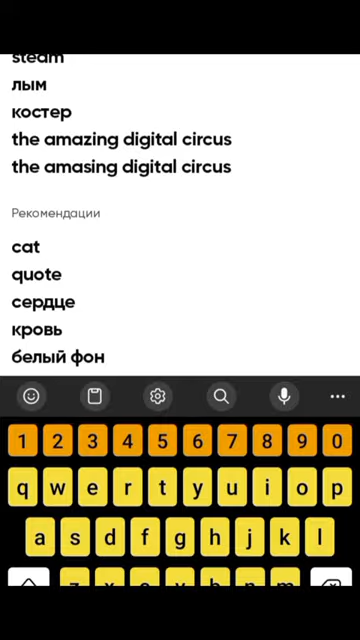 steam
лым
костер
the amazing digital circus
the amasing digital circus
Рекомендации
cat
quote
сердце
кровь
белый фон
1 2 3 4 5 6 7 8 9 0
q w e r t y u i o p
a s d f g h j k l
z x c v b n m